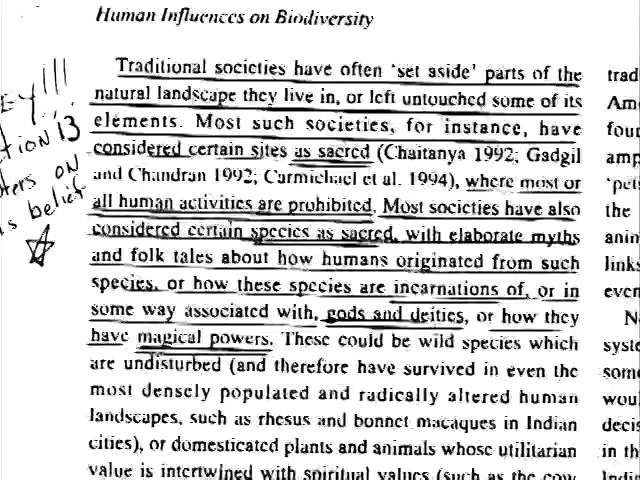 Human Influences on Biodiversity
Traditional societies have often 'set aside' parts of the
natural landscape they live in, or left untouched some of its
elements. Most such societies, for instance, have
considered certain sites as sacred (Chaitanya 1992; Gadgil
and Chandran 1992; Carmichael et al. 1994), where most or
all human activities are prohibited. Most societies have also
considered certain species as sacred, with elaborate myths
and folk tales about how humans originated from such
species, or how these species are incarnations of, or in
some way associated with, gods and deities, or how they
have magical powers. These could be wild species which
are undisturbed (and therefore have survived in even the
most densely populated and radically altered human
landscapes, such as rhesus and bonnet macaques in Indian
cities), or domesticated plants and animals whose utilitarian
value is intertwined with spiritual values (such as the cow
!!!
13
ON
belief
trad
Am
four
amp
'pet
the
anim
links
even
N
syste
some
woul
decis
in th
Indi